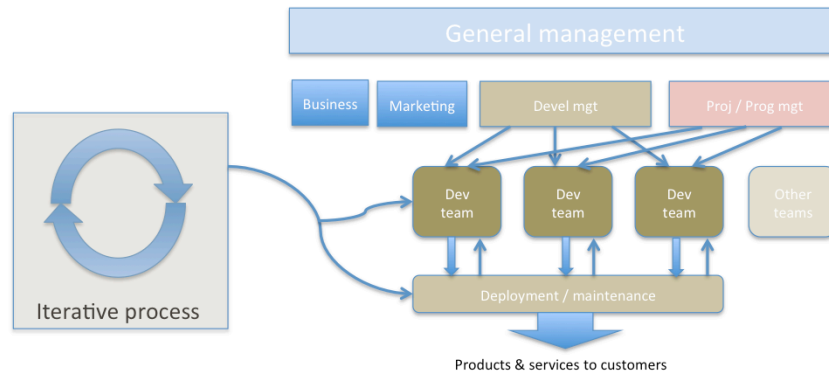 General management
Business
Marketing
Devel mgt
Proj / Prog mgt
Dev
team
Dev
team
Dev
team
Other
teams
Iterative process
Deployment / maintenance
Products & services to customers